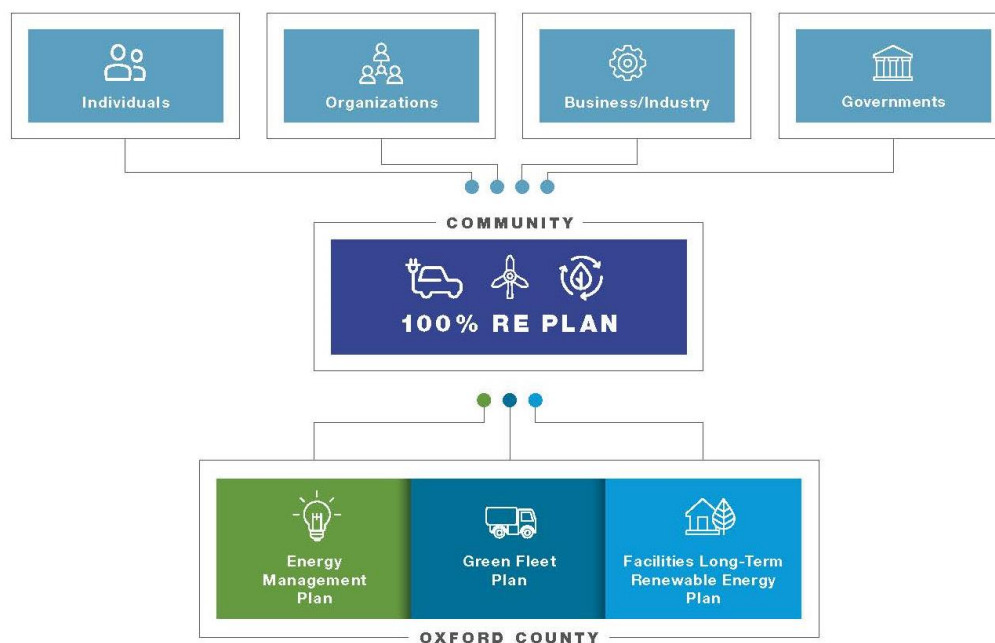 Individuals
Organizations
Business/Industry
Governments
COMMUNITY
100% RE PLAN
Energy
Management
Plan
Green Fleet
Plan
Facilities Long-Term
Renewable Energy
Plan
OXFORD COUNTY